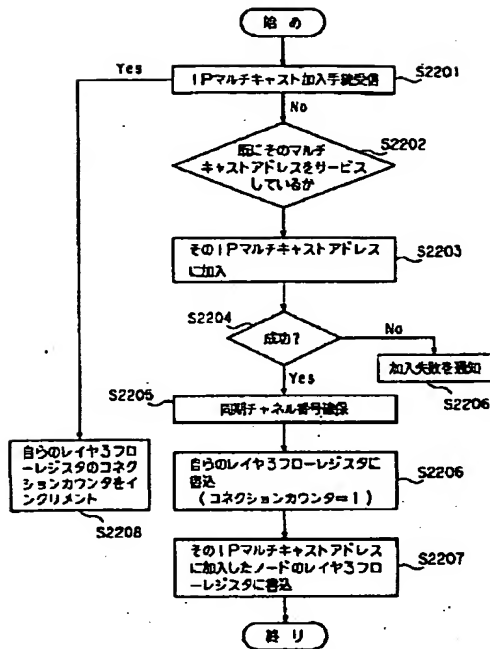 始め
IPマルチキャスト加入手続受信
S2201
Yes
No
既にそのマルチ
キャストアドレスをサービス
しているか
S2202
そのIPマルチキャストアドレス
に加入
S2203
S2204
成功?
No
Yes
加入失敗を通知
S2206
S2205
同期チャネル番号確保
自らのレイヤ3フローレジスタに
書込
(コネクションカウンタ=1)
S2206
自らのレイヤ3フロ
ーレジスタのコネク
ションカウンタをイ
ンクリメント
S2208
そのIPマルチキャストアドレス
に加入したノードのレイヤ3フロ
ーレジスタに書込
S2207
終り